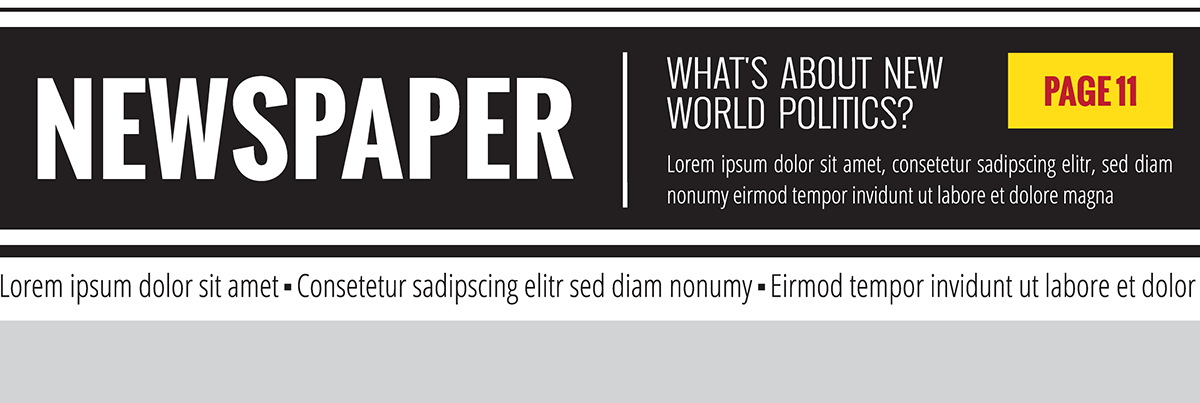 NEWSPAPER
WHAT'S ABOUT NEW
WORLD POLITICS?
PAGE 11
Lorem ipsum dolor sit amet, consetetur sadipscing elitr, sed diam
nonumy eirmod tempor invidunt ut labore et dolore magna
Lorem ipsum dolor sit amet ▪ Consetetur sadipscing elitr sed diam nonumy ▪ Eirmod tempor invidunt ut labore et dolor